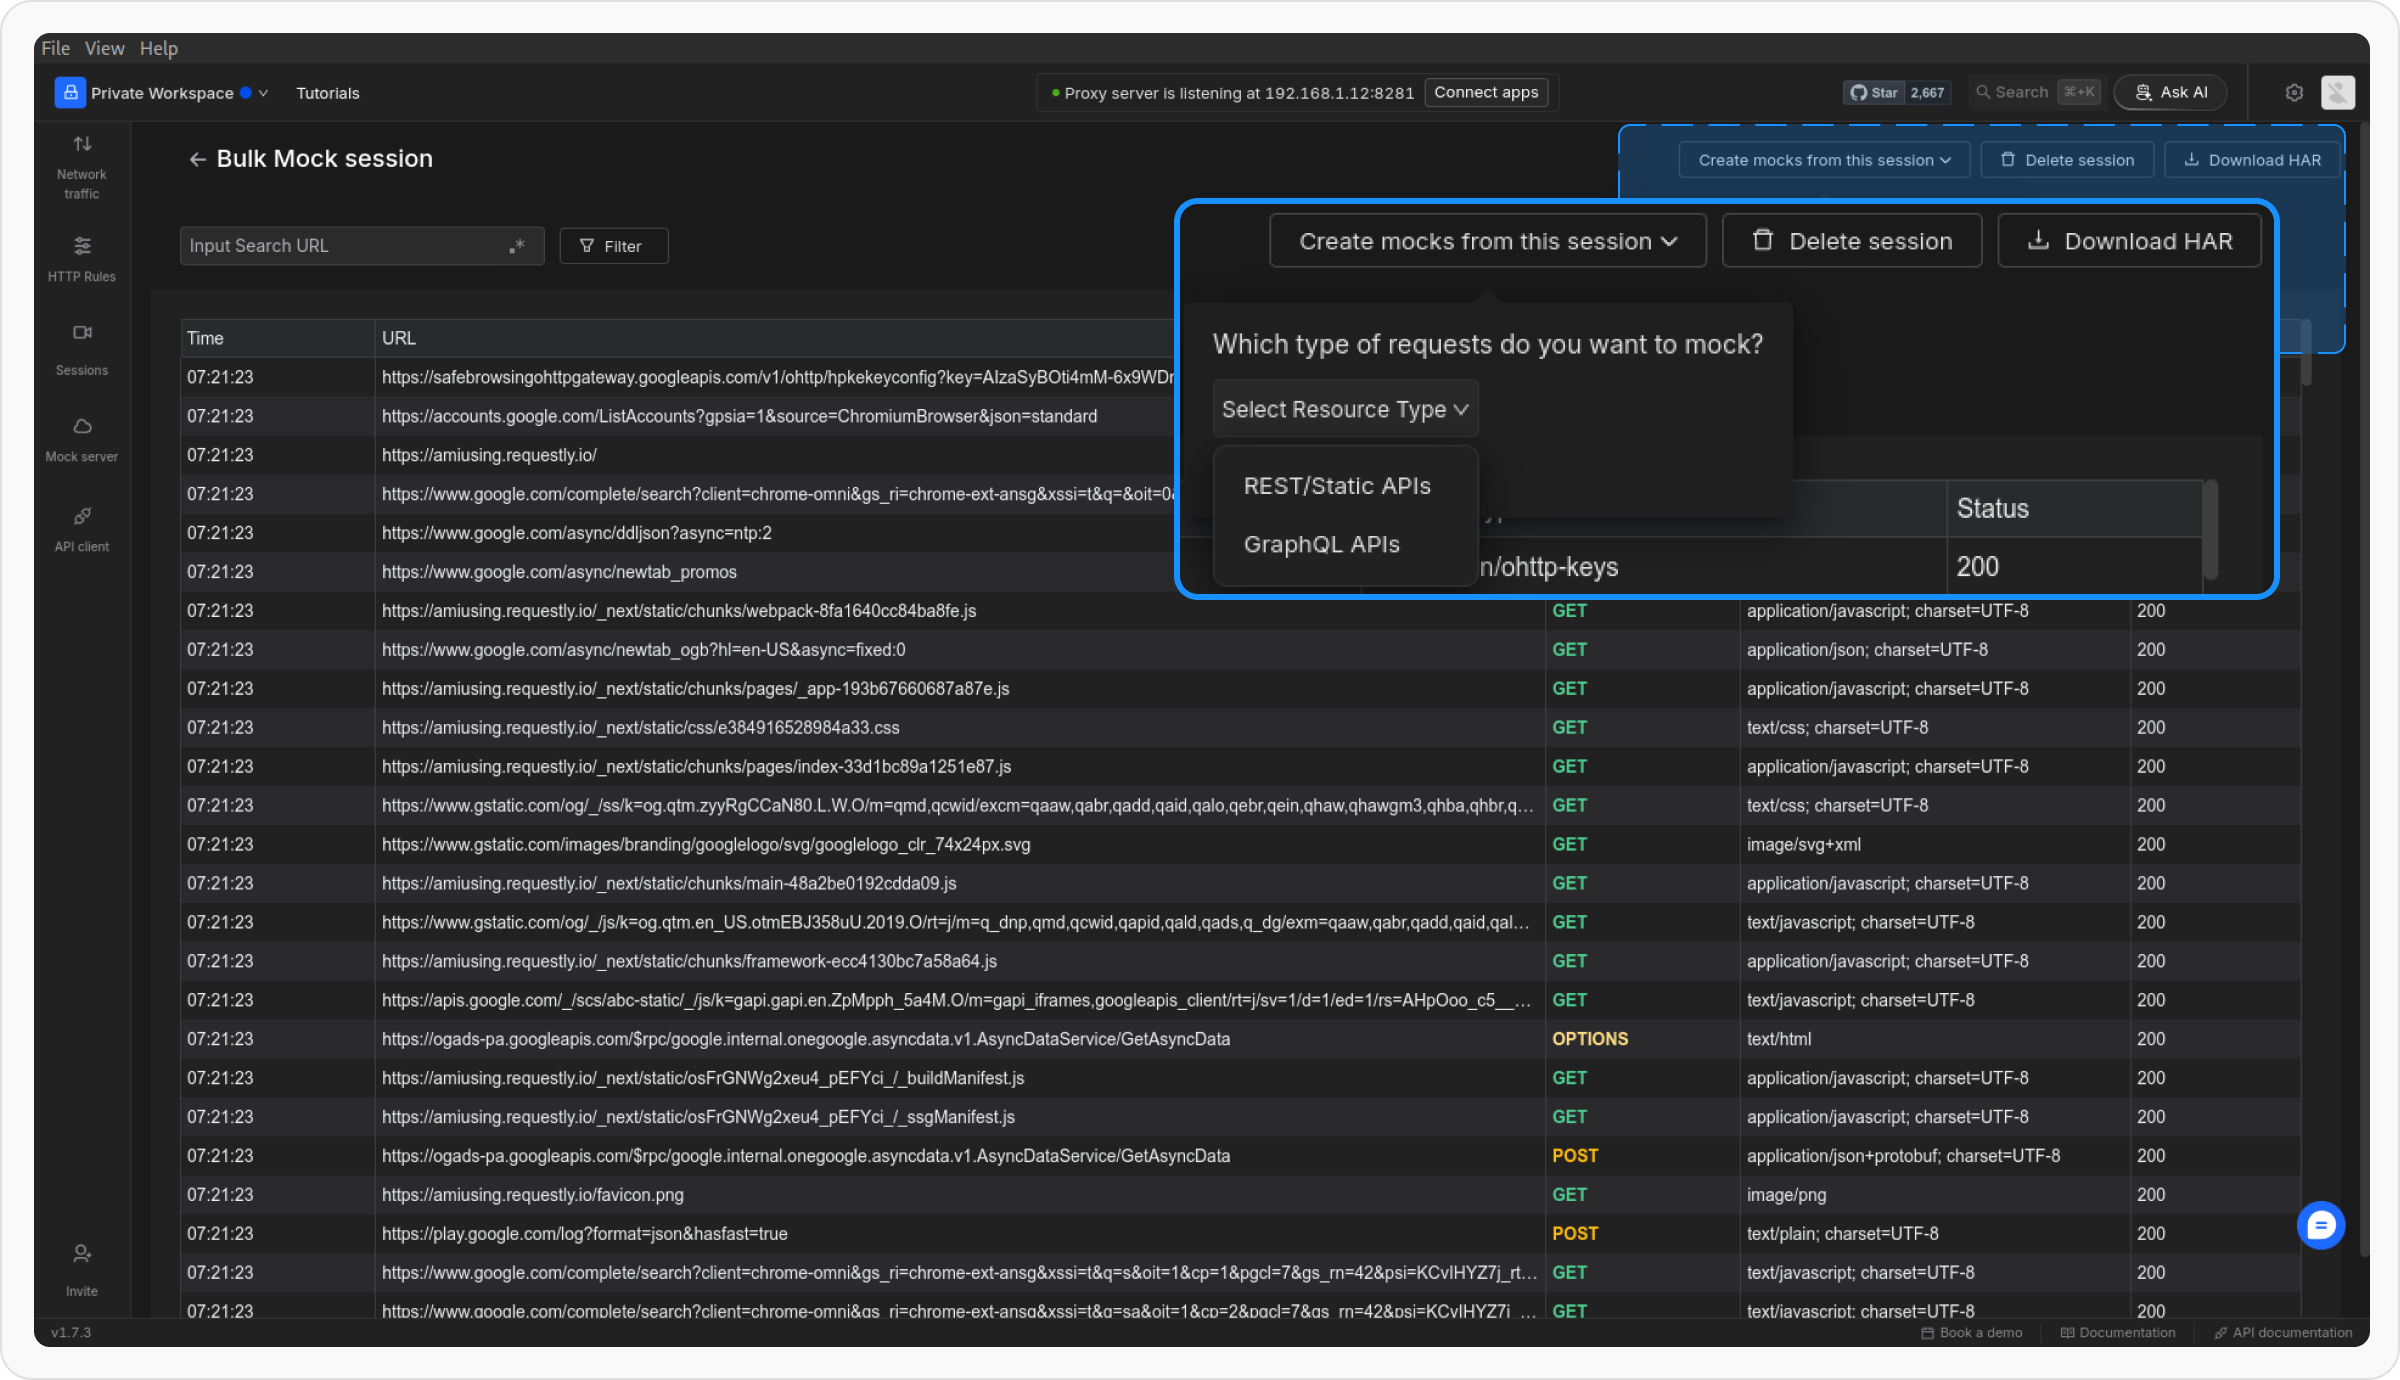 File View Help
Private Workspace Tutorials Proxy server is listening at 192.168.1.12:8281 Connect apps Star 2,667 Search ⌘+K Ask AI
Network traffic
HTTP Rules
Sessions
Mock server
API client
Invite
← Bulk Mock session
Create mocks from this session Delete session Download HAR
Input Search URL .* Filter
Create mocks from this session Delete session Download HAR
Which type of requests do you want to mock?
Select Resource Type
REST/Static APIs
GraphQL APIs
Status
n/ohttp-keys 200
Time URL
07:21:23 https://safebrowsingohttpgateway.googleapis.com/v1/ohttp/hpkekeyconfig?key=AIzaSyBOti4mM-6x9WDr
07:21:23 https://accounts.google.com/ListAccounts?gpsia=1&source=ChromiumBrowser&json=standard
07:21:23 https://amiusing.requestly.io/
07:21:23 https://www.google.com/complete/search?client=chrome-omni&gs_ri=chrome-ext-ansg&xssi=t&q=&oit=0&
07:21:23 https://www.google.com/async/ddljson?async=ntp:2
07:21:23 https://www.google.com/async/newtab_promos
07:21:23 https://amiusing.requestly.io/_next/static/chunks/webpack-8fa1640cc84ba8fe.js GET application/javascript; charset=UTF-8 200
07:21:23 https://www.google.com/async/newtab_ogb?hl=en-US&async=fixed:0 GET application/json; charset=UTF-8 200
07:21:23 https://amiusing.requestly.io/_next/static/chunks/pages/_app-193b67660687a87e.js GET application/javascript; charset=UTF-8 200
07:21:23 https://amiusing.requestly.io/_next/static/css/e384916528984a33.css GET text/css; charset=UTF-8 200
07:21:23 https://amiusing.requestly.io/_next/static/chunks/pages/index-33d1bc89a1251e87.js GET application/javascript; charset=UTF-8 200
07:21:23 https://www.gstatic.com/og/_/ss/k=og.qtm.zyyRgCCaN80.L.W.O/m=qmd,qcwid/excm=qaaw,qabr,qadd,qaid,qalo,qebr,qein,qhaw,qhawgm3,qhba,qhbr,q... GET text/css; charset=UTF-8 200
07:21:23 https://www.gstatic.com/images/branding/googlelogo/svg/googlelogo_clr_74x24px.svg GET image/svg+xml 200
07:21:23 https://amiusing.requestly.io/_next/static/chunks/main-48a2be0192cdda09.js GET application/javascript; charset=UTF-8 200
07:21:23 https://www.gstatic.com/og/_/js/k=og.qtm.en_US.otmEBJ358uU.2019.O/rt=j/m=q_dnp,qmd,qcwid,qapid,qald,qads,q_dg/exm=qaaw,qabr,qadd,qaid,qal... GET text/javascript; charset=UTF-8 200
07:21:23 https://amiusing.requestly.io/_next/static/chunks/framework-ecc4130bc7a58a64.js GET application/javascript; charset=UTF-8 200
07:21:23 https://apis.google.com/_/scs/abc-static/_/js/k=gapi.gapi.en.ZpMpph_5a4M.O/m=gapi_iframes,googleapis_client/rt=j/sv=1/d=1/ed=1/rs=AHpOoo_c5__... GET text/javascript; charset=UTF-8 200
07:21:23 https://ogads-pa.googleapis.com/$rpc/google.internal.onegoogle.asyncdata.v1.AsyncDataService/GetAsyncData OPTIONS text/html 200
07:21:23 https://amiusing.requestly.io/_next/static/osFrGNWg2xeu4_pEFYci_/_buildManifest.js GET application/javascript; charset=UTF-8 200
07:21:23 https://amiusing.requestly.io/_next/static/osFrGNWg2xeu4_pEFYci_/_ssgManifest.js GET application/javascript; charset=UTF-8 200
07:21:23 https://ogads-pa.googleapis.com/$rpc/google.internal.onegoogle.asyncdata.v1.AsyncDataService/GetAsyncData POST application/json+protobuf; charset=UTF-8 200
07:21:23 https://amiusing.requestly.io/favicon.png GET image/png 200
07:21:23 https://play.google.com/log?format=json&hasfast=true POST text/plain; charset=UTF-8 200
07:21:23 https://www.google.com/complete/search?client=chrome-omni&gs_ri=chrome-ext-ansg&xssi=t&q=s&oit=1&cp=1&pgcl=7&gs_rn=42&psi=KCvIHYZ7j_rt... GET text/javascript; charset=UTF-8 200
07:21:23 https://www.google.com/complete/search?client=chrome-omni&gs_ri=chrome-ext-ansg&xssi=t&q=sa&oit=1&cp=2&pgcl=7&gs_rn=42&psi=KCvIHYZ7j_... GET text/javascript; charset=UTF-8 200
v1.7.3 Book a demo Documentation API documentation